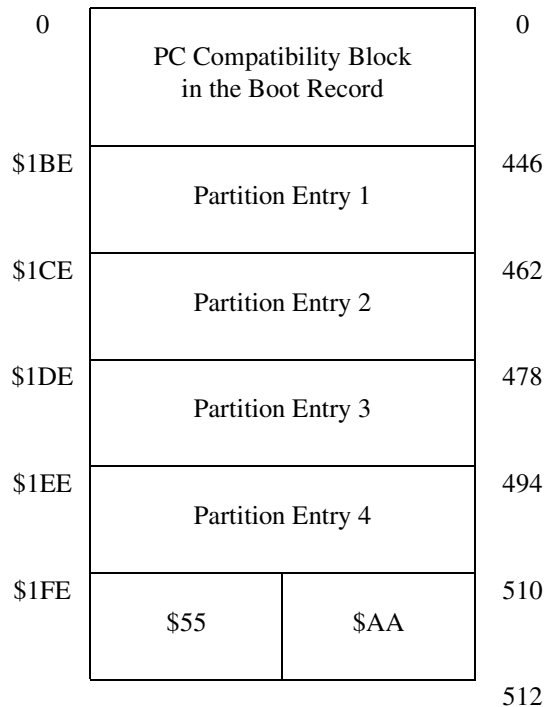 0
0
PC Compatibility Block
in the Boot Record
$1BE
446
Partition Entry 1
$1CE
462
Partition Entry 2
$1DE
478
Partition Entry 3
$1EE
494
Partition Entry 4
$1FE
510
$55
$AA
512